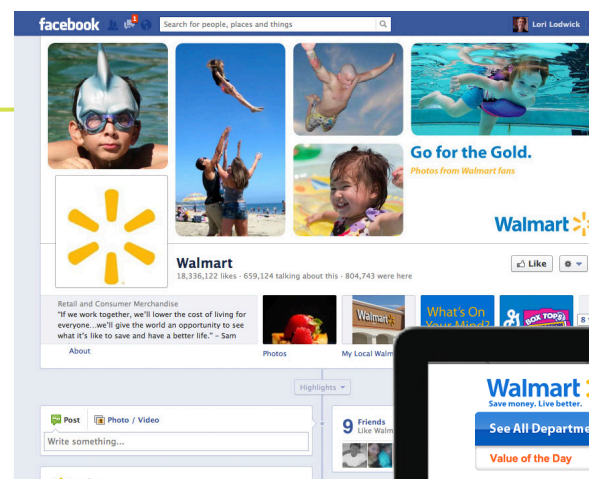 facebook
1
Search for people, places and things
Lori Lodwick
Go for the Gold.
Photos from Walmart fans
Walmart
Walmart
18,336,122 likes · 659,124 talking about this · 804,743 were here
Like
Retail and Consumer Merchandise
"If we work together, we'll lower the cost of living for
everyone...we'll give the world an opportunity to see
what it's like to save and have a better life." – Sam
About
Photos
Walmart
My Local Walm
What's On
Your Mind?
BOX TOPS
8
Highlights
Post
Photo / Video
Write something...
9 Friends
Like Walm
Walmart
Save money. Live better.
See All Departme
Value of the Day